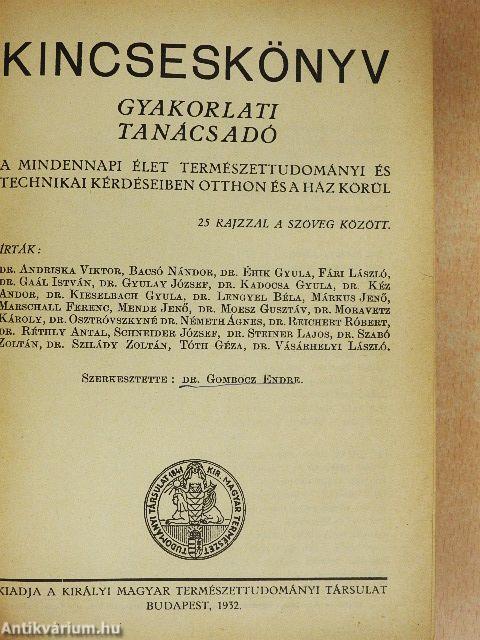 KINCSESKÖNYV
GYAKORLATI
TANÁCSADÓ
A MINDENNAPI ÉLET TERMÉSZETTUDOMÁNYI ÉS
TECHNIKAI KÉRDÉSEIBEN OTTHON ÉS A HÁZ KÖRÜL
25 RAJZZAL A SZÖVEG KÖZÖTT.
ÍRTÁK:
DR. ANDRISKA VIKTOR, BACSÓ NÁNDOR, DR. ÉHIK GYULA, FÁRI LÁSZLÓ,
DR. GAÁL ISTVÁN, DR. GYULAY JÓZSEF, DR. KADOCSA GYULA, DR. KÉZ
ANDOR, DR. KIESELBACH GYULA, DR. LENGYEL BÉLA, MÁRKUS JENŐ,
MARSCHALL FERENC, MENDE JENŐ, DR. MOESZ GUSZTÁV, DR. MORAVETZ
KÁROLY, DR. OSZTRÓVSZKYNÉ DR. NÉMETH ÁGNES, DR. REICHERT RÓBERT,
DR. RÉTHLY ANTAL, SCHNEIDER JÓZSEF, DR. STEINER LAJOS, DR. SZABÓ
ZOLTÁN, DR. SZILÁDY ZOLTÁN, TÓTH GÉZA, DR. VÁSÁRHELYI LÁSZLÓ,
SZERKESZTETTE: DR. GOMBOCZ ENDRE.
KIR. MAGYAR TERMÉSZET
TUDOMÁNYI TÁRSULAT 1841
KIADJA A KIRÁLYI MAGYAR TERMÉSZETTUDOMÁNYI TÁRSULAT
BUDAPEST, 1932.
Antikvárium.hu